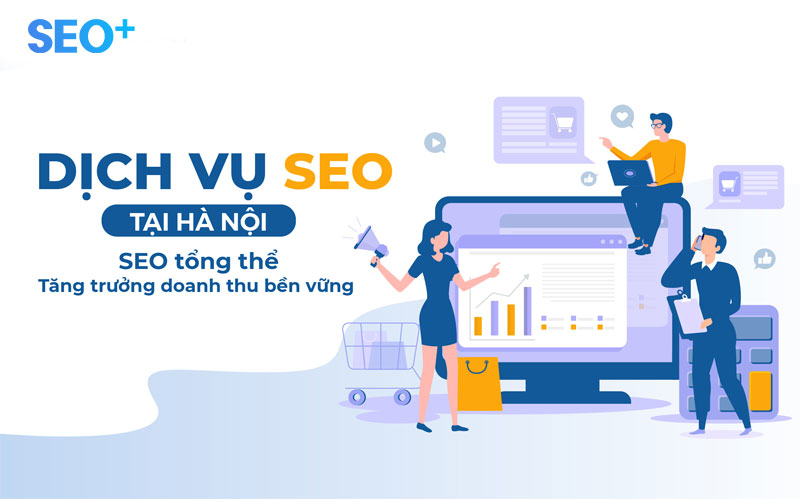 SEO+
DỊCH VỤ SEO
TẠI HÀ NỘI
SEO tổng thể
Tăng trưởng doanh thu bền vững